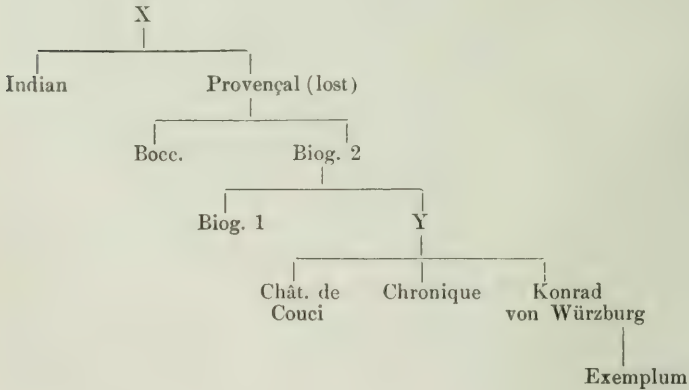 X
Indian Provençal (lost)
Bocc. Biog. 2
Biog. 1 Y
Chât. de Chronique Konrad
Couci von Würzburg
Exemplum